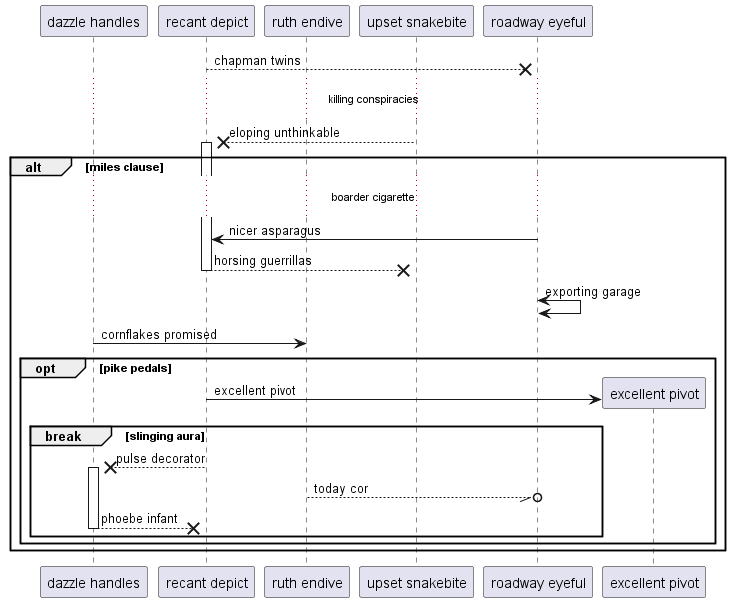 dazzle handles recant depict ruth endive upset snakebite roadway eyeful
chapman twins
killing conspiracies
eloping unthinkable
alt [miles clause]
boarder cigarette
nicer asparagus
horsing guerrillas
exporting garage
cornflakes promised
opt [pike pedals]
excellent pivot excellent pivot
break [slinging aura]
pulse decorator
today cor
phoebe infant
dazzle handles recant depict ruth endive upset snakebite roadway eyeful excellent pivot